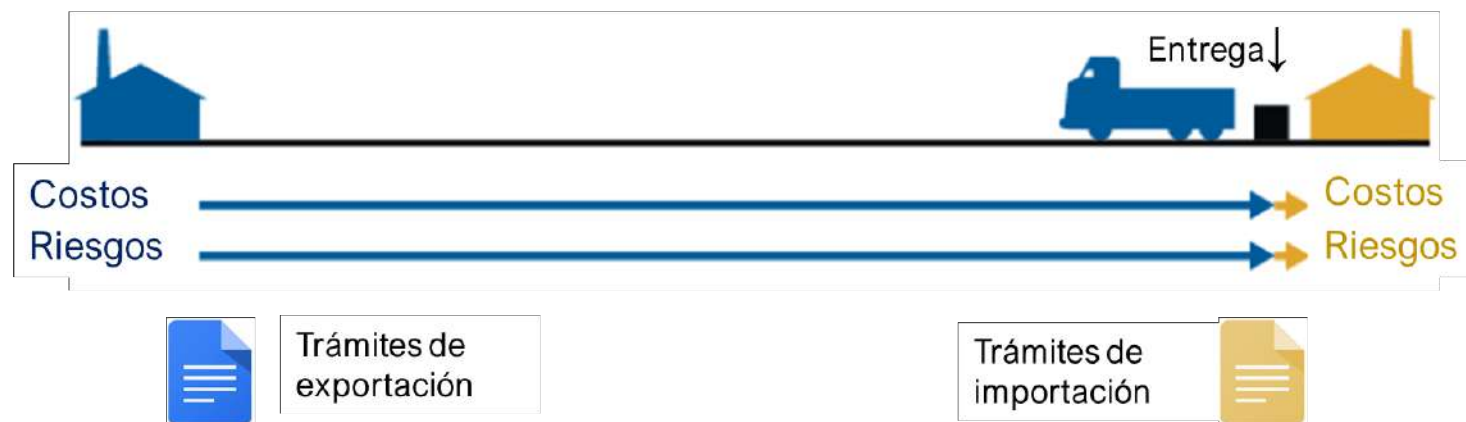 Entrega↓
Costos
Costos
Riesgos
Riesgos
Trámites de
exportación
Trámites de
importación